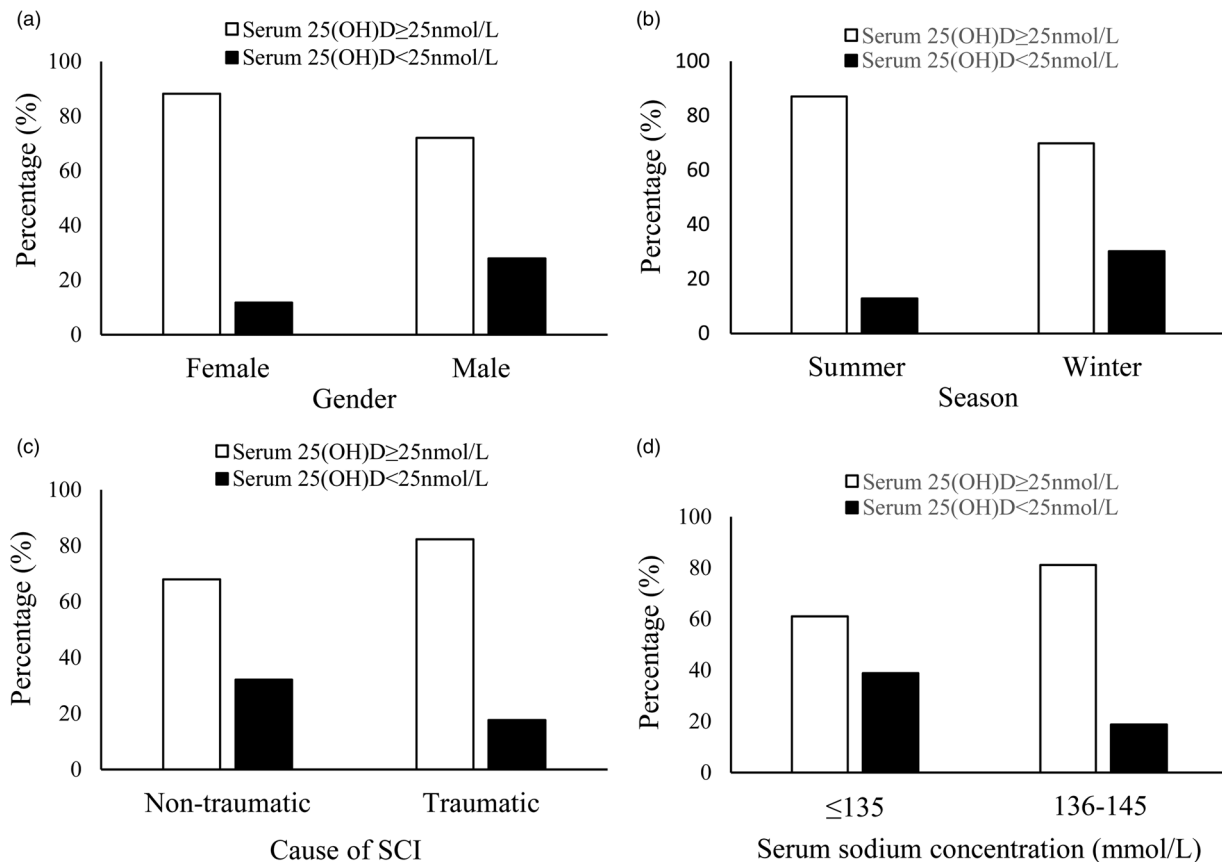 (a)
Serum 25(OH)D≥25nmol/L
Serum 25(OH)D<25nmol/L
100
80
60
40
20
0
Percentage (%)
Female Male
Gender
(b)
Serum 25(OH)D≥25nmol/L
Serum 25(OH)D<25nmol/L
100
80
60
40
20
0
Percentage (%)
Summer Winter
Season
(c)
Serum 25(OH)D≥25nmol/L
Serum 25(OH)D<25nmol/L
100
80
60
40
20
0
Percentage (%)
Non-traumatic Traumatic
Cause of SCI
(d)
Serum 25(OH)D≥25nmol/L
Serum 25(OH)D<25nmol/L
100
80
60
40
20
0
Percentage (%)
≤135 136-145
Serum sodium concentration (mmol/L)